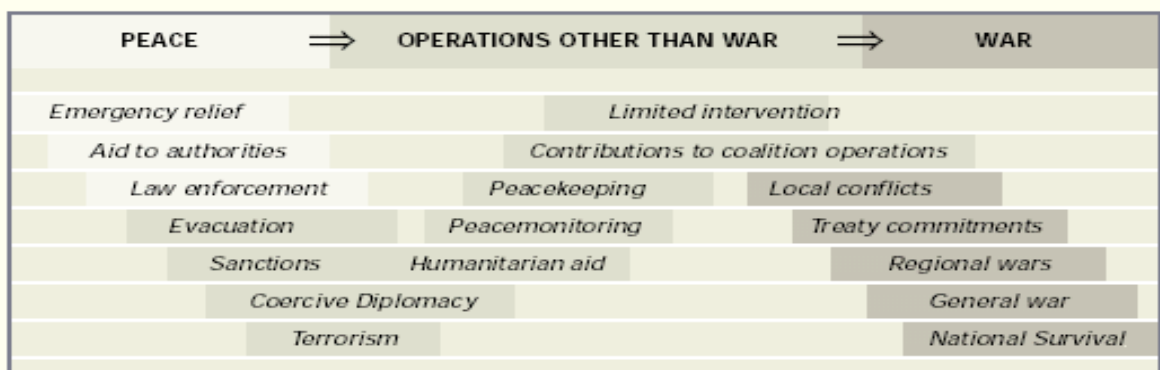 PEACE ⇒ OPERATIONS OTHER THAN WAR ⇒ WAR
Emergency relief Limited intervention
Aid to authorities Contributions to coalition operations
Law enforcement Peacekeeping Local conflicts
Evacuation Peacemonitoring Treaty commitments
Sanctions Humanitarian aid Regional wars
Coercive Diplomacy General war
Terrorism National Survival